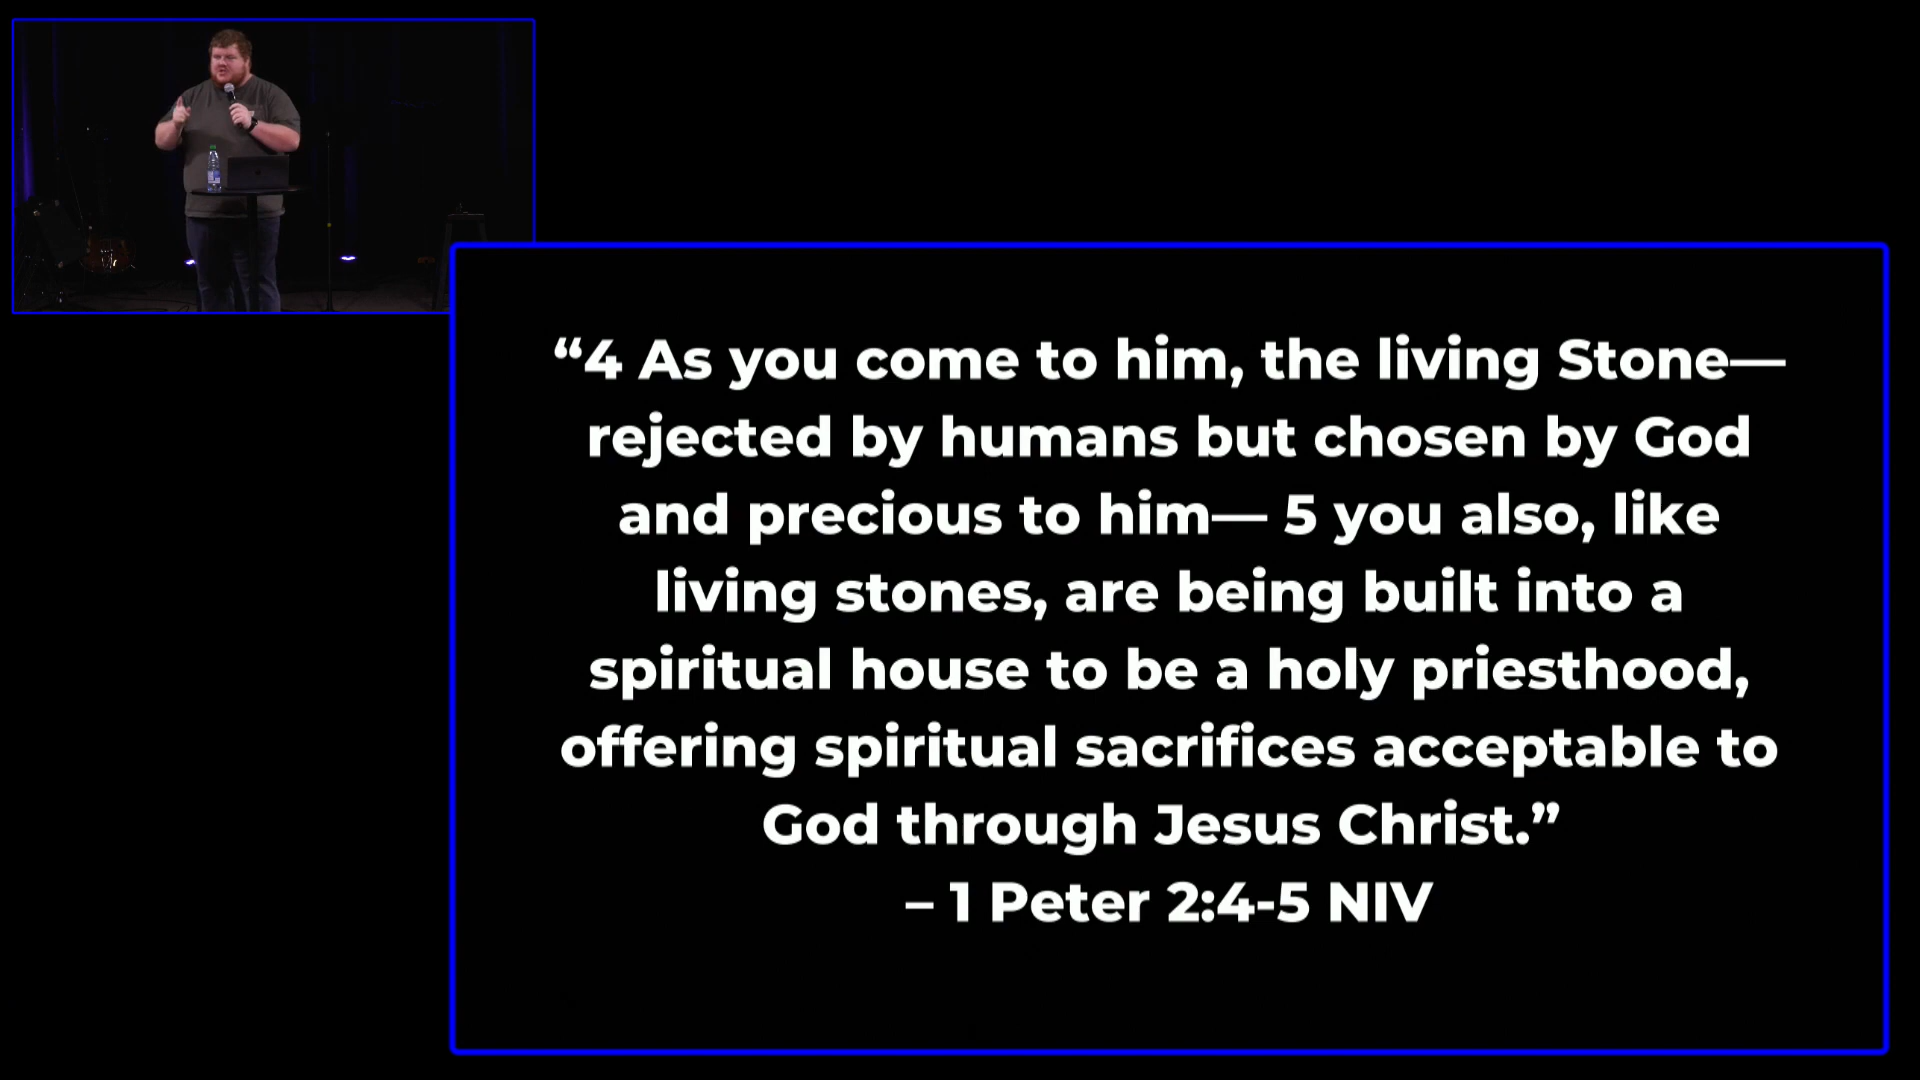 “4 As you come to him, the living Stone—
rejected by humans but chosen by God
and precious to him— 5 you also, like
living stones, are being built into a
spiritual house to be a holy priesthood,
offering spiritual sacrifices acceptable to
God through Jesus Christ.”
– 1 Peter 2:4-5 NIV